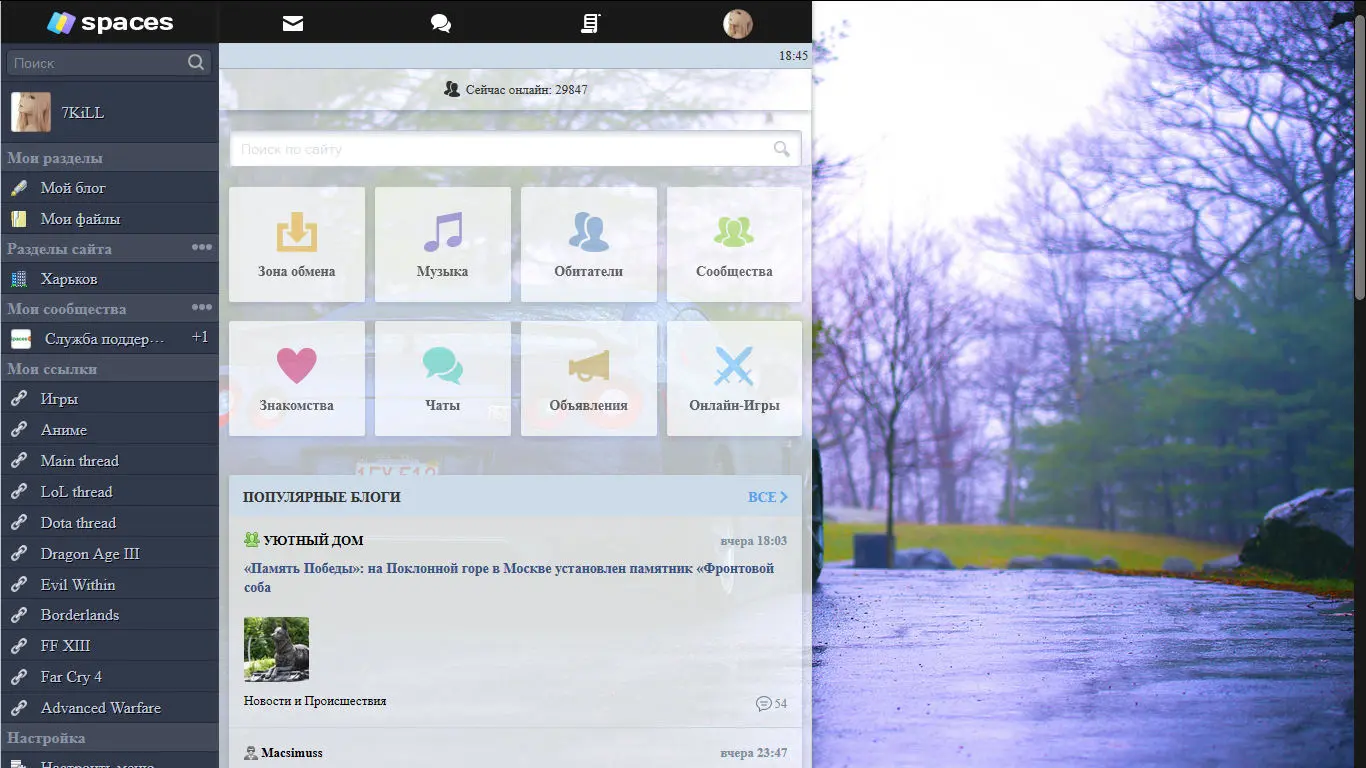 spaces
Поиск
7KiLL
Мои разделы
Мой блог
Мои файлы
Разделы сайта
Харьков
Мои сообщества
Служба поддер… +1
Мои ссылки
Игры
Аниме
Main thread
LoL thread
Dota thread
Dragon Age III
Evil Within
Borderlands
FF XIII
Far Cry 4
Advanced Warfare
Настройка
Настроить меню
18:45
Сейчас онлайн: 29847
Поиск по сайту
Зона обмена
Музыка
Обитатели
Сообщества
Знакомства
Чаты
Объявления
Онлайн-Игры
ПОПУЛЯРНЫЕ БЛОГИ
ВСЕ
УЮТНЫЙ ДОМ
вчера 18:03
«Память Победы»: на Поклонной горе в Москве установлен памятник «Фронтовой
соба
Новости и Происшествия
54
Macsimuss
вчера 23:47